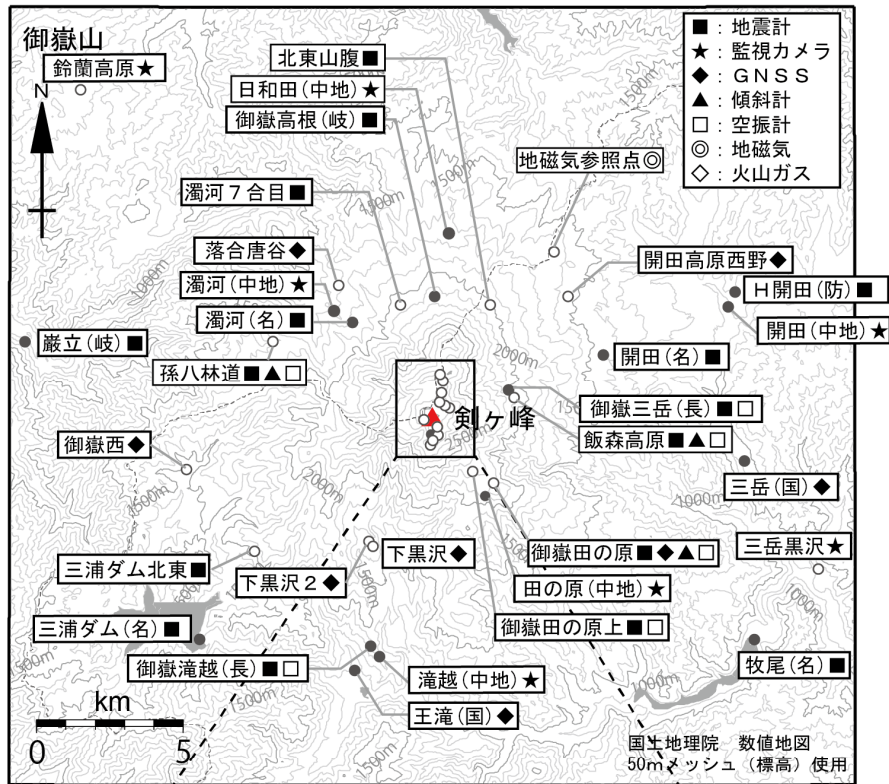 御嶽山
鈴蘭高原★
N
北東山腹■
日和田(中地)★
御嶽高根(岐)■
■：地震計
★：監視カメラ
◆：ＧＮＳＳ
▲：傾斜計
□：空振計
◎：地磁気
◇：火山ガス
1500m
地磁気参照点◎
1500m
濁河７合目■
1500m
1000m
落合唐谷◆
濁河(中地)★
濁河(名)■
開田高原西野◆
Ｈ開田(防)■
開田(中地)★
巌立(岐)■
孫八林道■▲□
2000m
開田(名)■
御嶽三岳(長)■□
剣ヶ峰
飯森高原■▲□
2500m
御嶽西◆
1500m
2000m
三岳(国)◆
1000m
三浦ダム北東■
下黒沢２◆
下黒沢◆
御嶽田の原■◆▲□
三岳黒沢★
田の原(中地)★
御嶽田の原上■□
三浦ダム(名)■
御嶽滝越(長)■□
滝越(中地)★
牧尾(名)■
王滝(国)◆
1500m
1500m
1000m
1000m
km
0
5
国土地理院　数値地図
50mメッシュ（標高）使用